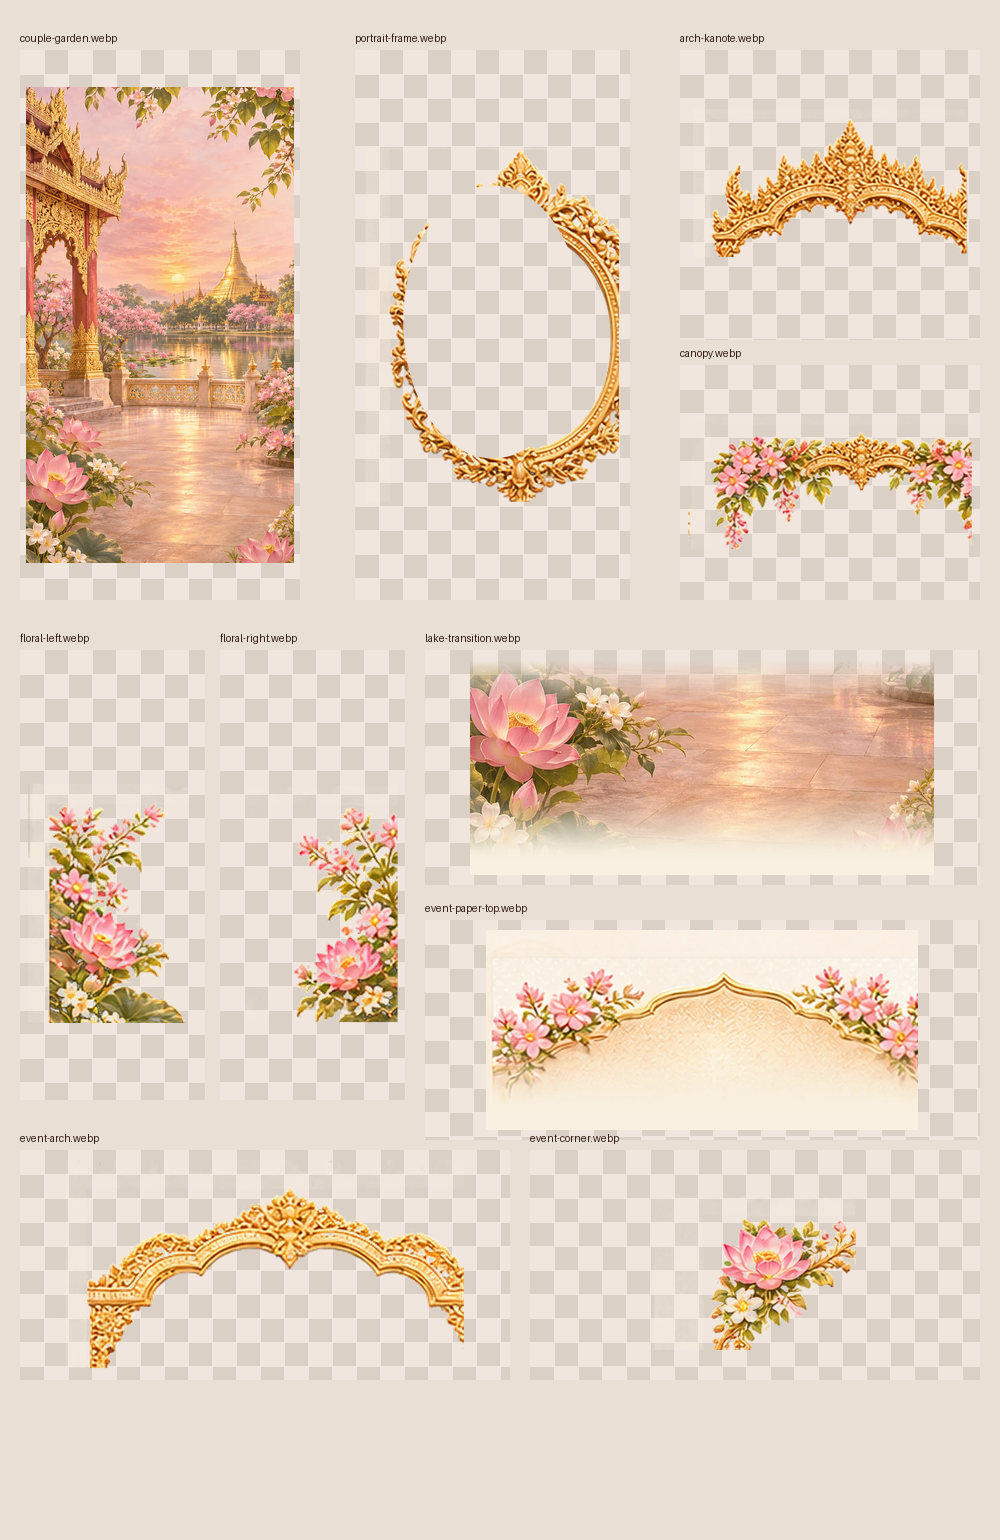 couple-garden.webp
portrait-frame.webp
arch-kanote.webp
canopy.webp
floral-left.webp
floral-right.webp
lake-transition.webp
event-paper-top.webp
event-arch.webp
event-corner.webp